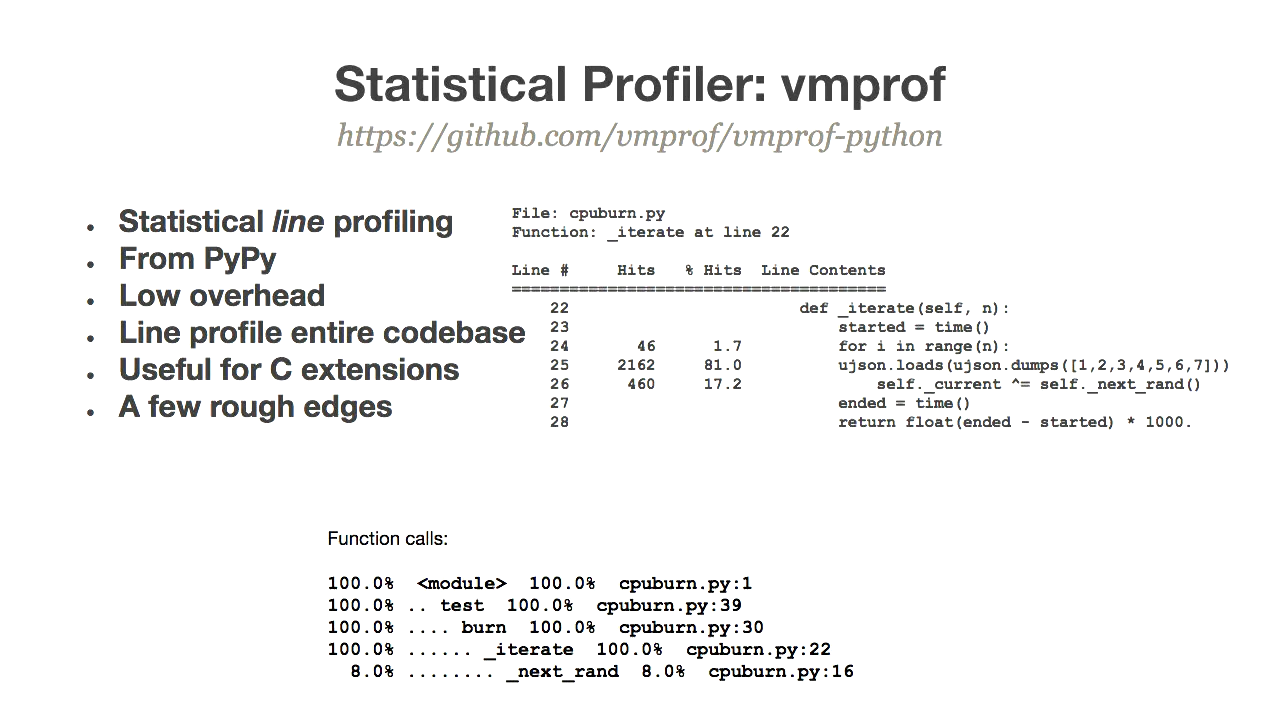 Statistical Profiler: vmprof
https://github.com/vmprof/vmprof-python
• Statistical line profiling
• From PyPy
• Low overhead
• Line profile entire codebase
• Useful for C extensions
• A few rough edges
File: cpuburn.py
Function: _iterate at line 22
Line #     Hits   % Hits  Line Contents
=======================================
    22                        def _iterate(self, n):
    23                            started = time()
    24       46      1.7          for i in range(n):
    25     2162     81.0          ujson.loads(ujson.dumps([1,2,3,4,5,6,7]))
    26      460     17.2              self._current ^= self._next_rand()
    27                            ended = time()
    28                            return float(ended - started) * 1000.
Function calls:
100.0%  <module>  100.0%  cpuburn.py:1
100.0% .. test  100.0%  cpuburn.py:39
100.0% .... burn  100.0%  cpuburn.py:30
100.0% ...... _iterate  100.0%  cpuburn.py:22
  8.0% ........ _next_rand  8.0%  cpuburn.py:16